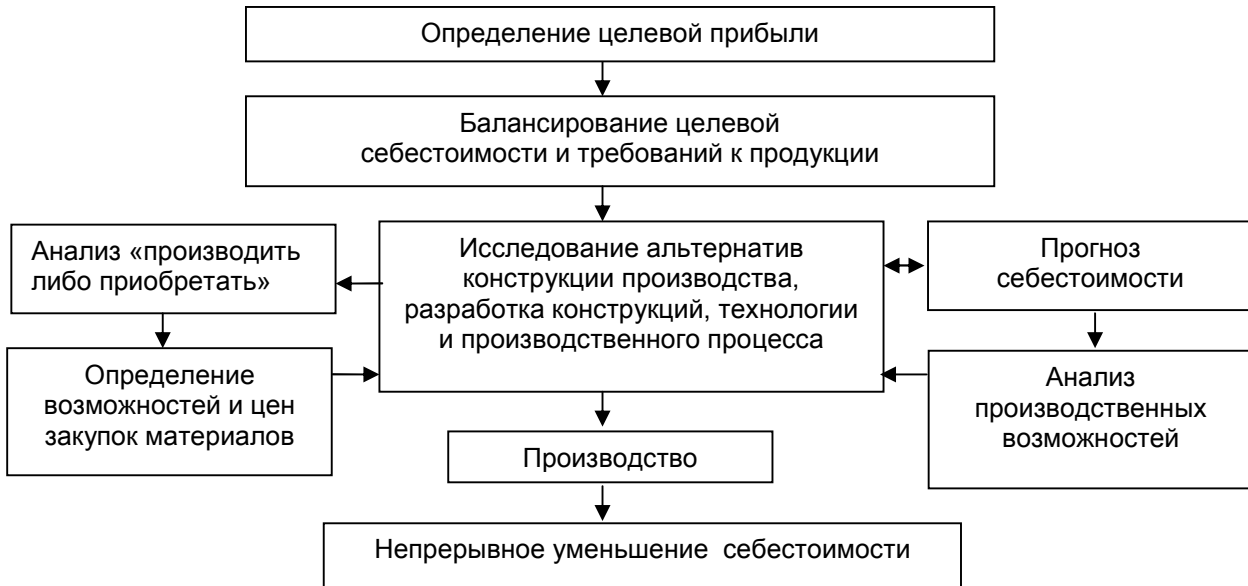 Определение целевой прибыли
Балансирование целевой
себестоимости и требований к продукции
Анализ «производить
либо приобретать»
Исследование альтернатив
конструкции производства,
разработка конструкций, технологии
и производственного процесса
Прогноз
себестоимости
Определение
возможностей и цен
закупок материалов
Анализ
производственных
возможностей
Производство
Непрерывное уменьшение себестоимости